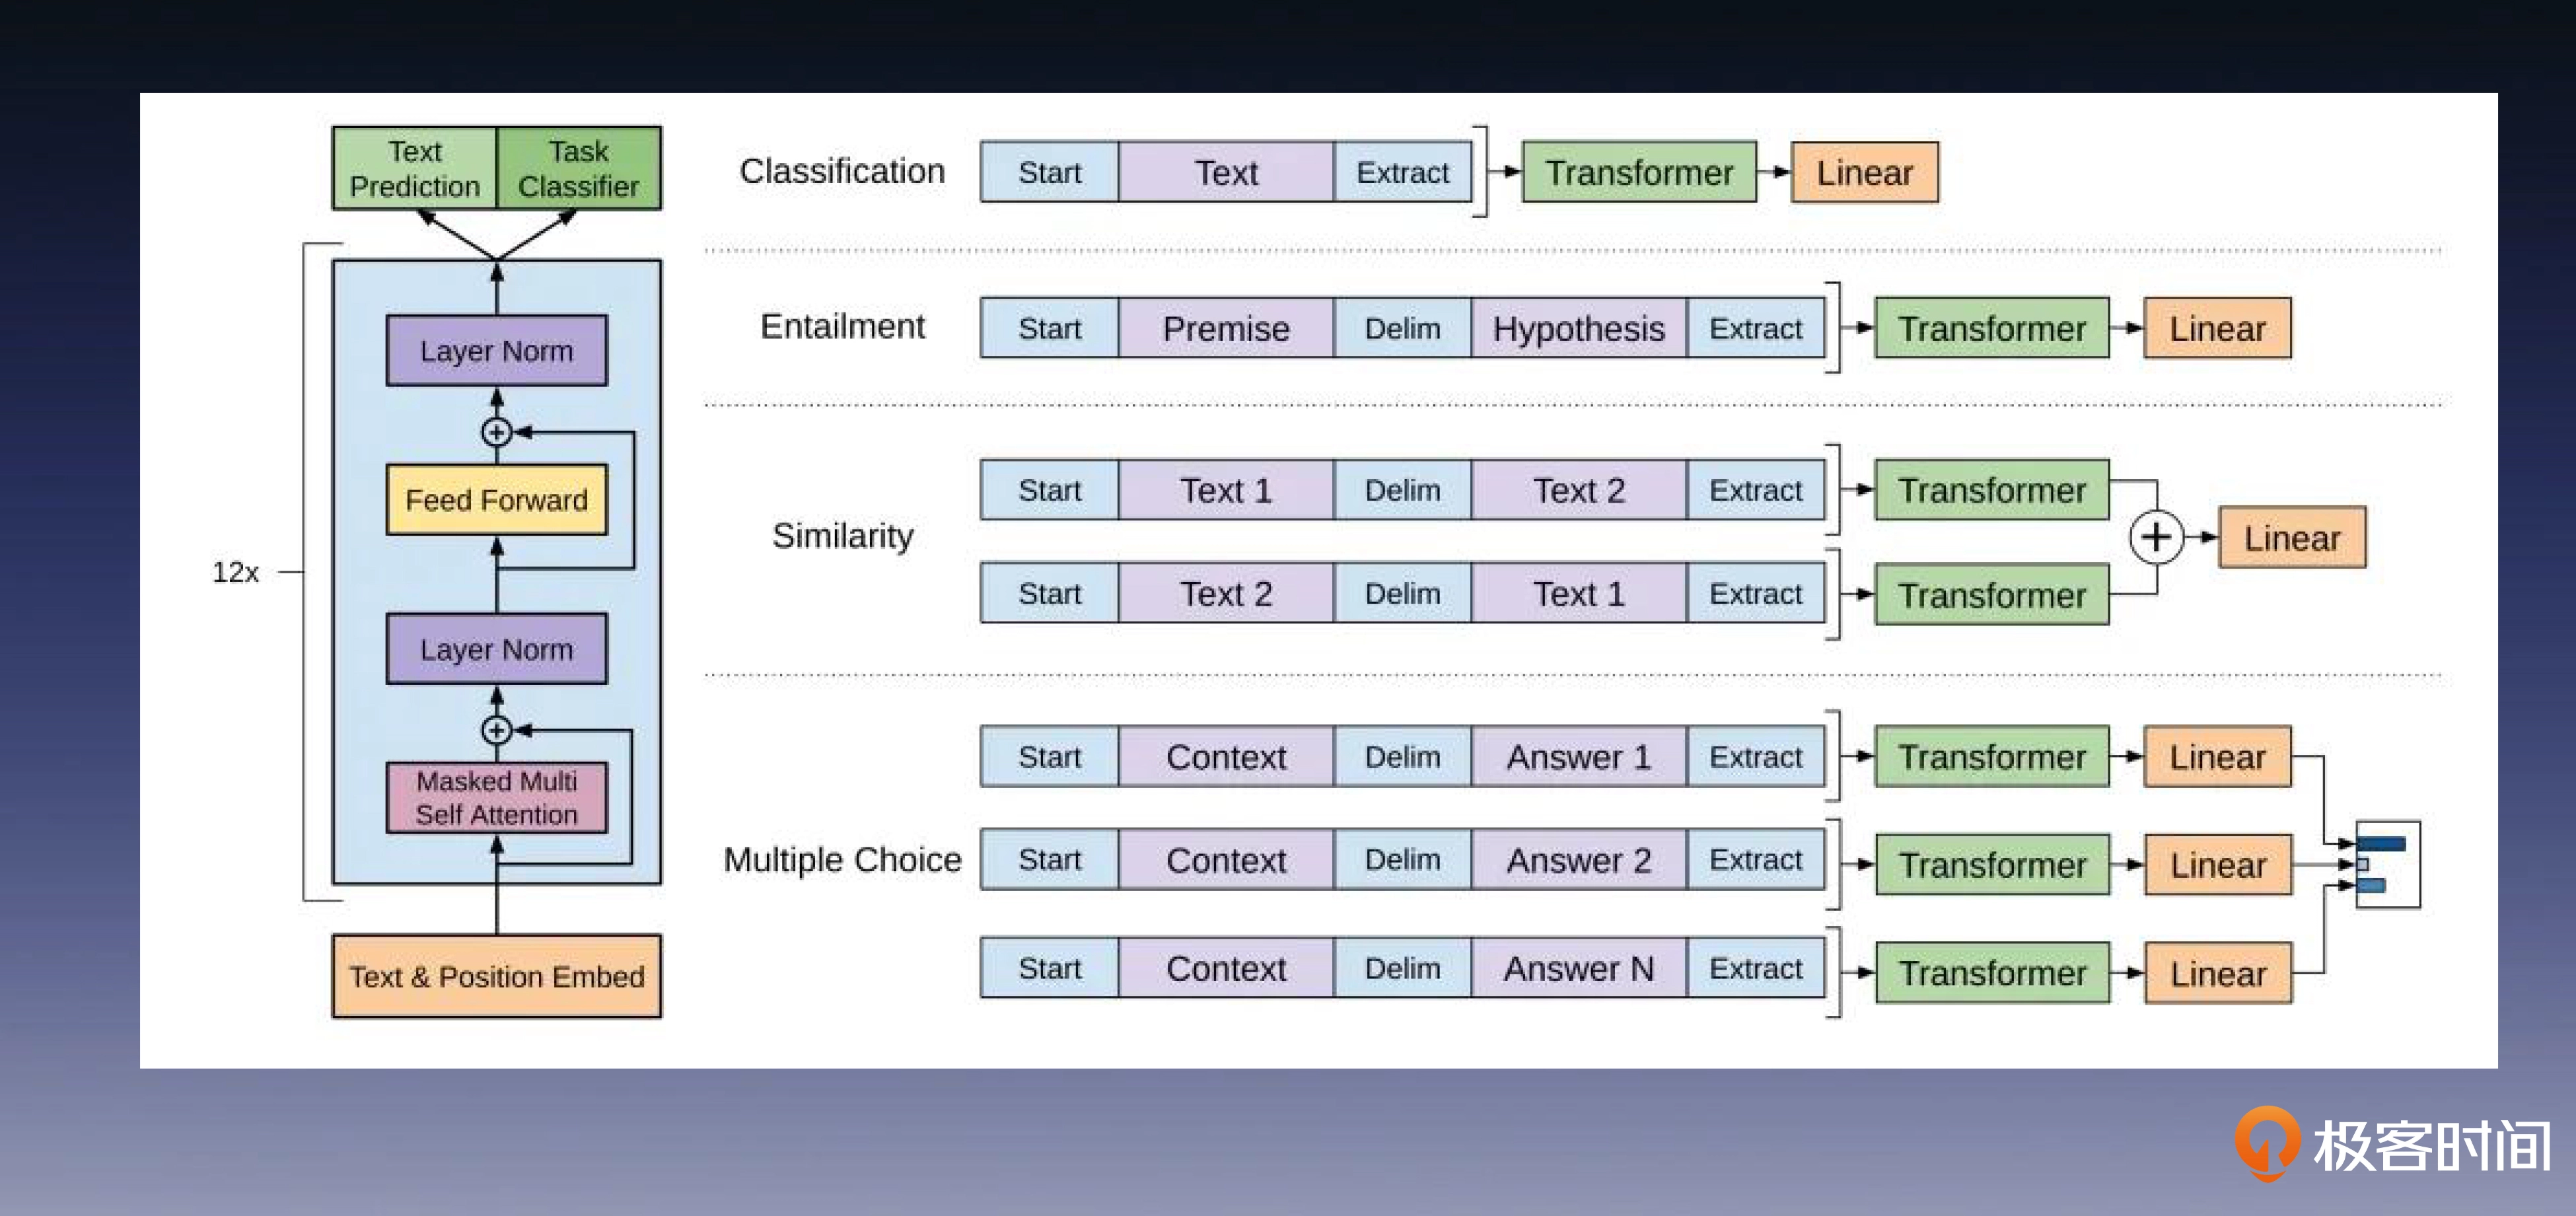 Text
Prediction
Task
Classifier
Layer Norm
Feed Forward
12x
Layer Norm
Masked Multi
Self Attention
Text & Position Embed
Classification
Start Text Extract Transformer Linear
Entailment
Start Premise Delim Hypothesis Extract Transformer Linear
Similarity
Start Text 1 Delim Text 2 Extract Transformer
Start Text 2 Delim Text 1 Extract Transformer
Linear
Multiple Choice
Start Context Delim Answer 1 Extract Transformer Linear
Start Context Delim Answer 2 Extract Transformer Linear
Start Context Delim Answer N Extract Transformer Linear
极客时间